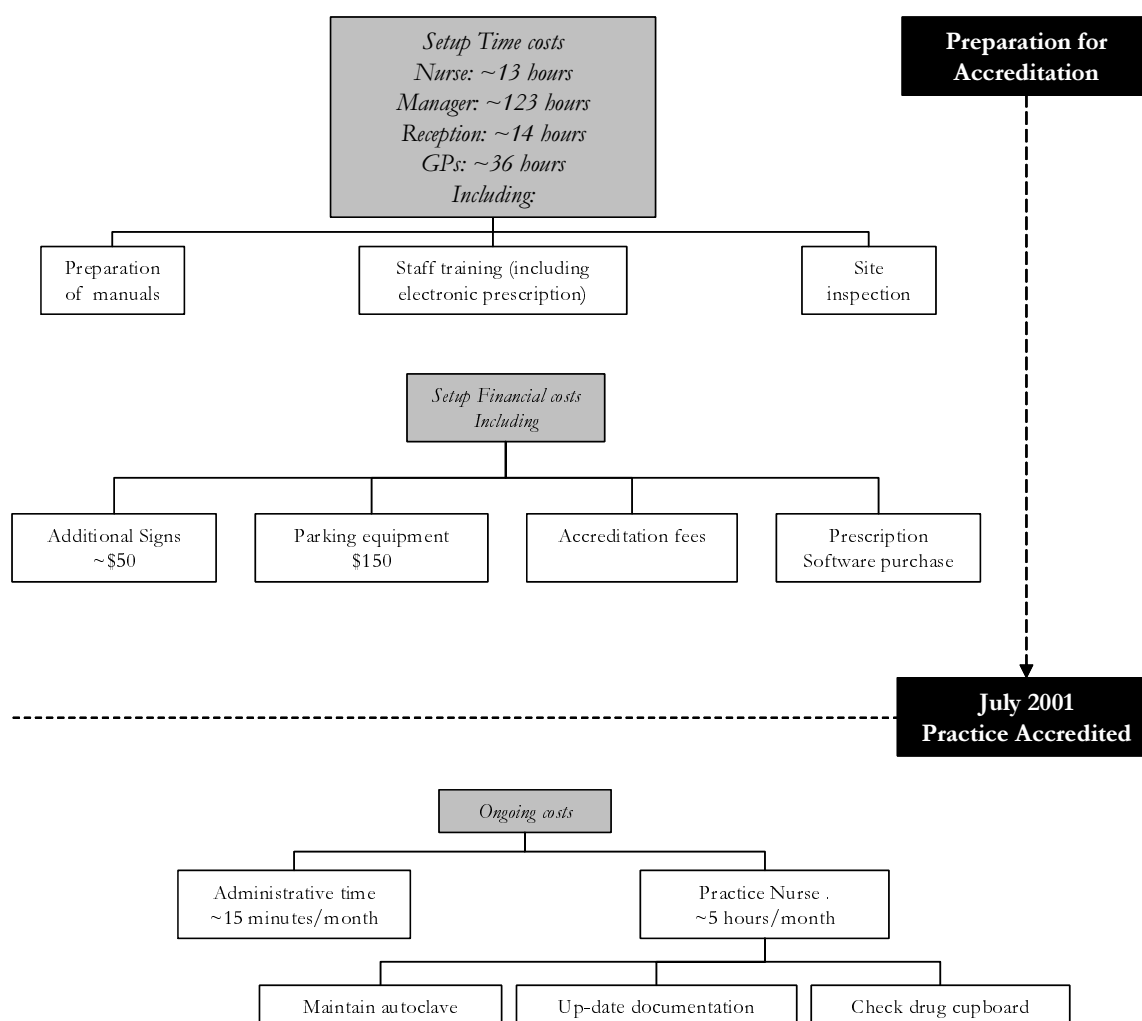 Setup Time costs
Nurse: ~13 hours
Manager: ~123 hours
Reception: ~14 hours
GPs: ~36 hours
Including:
Preparation for
Accreditation
Preparation
of manuals
Staff training (including
electronic prescription)
Site
inspection
Setup Financial costs
Including
Additional Signs
~$50
Parking equipment
$150
Accreditation fees
Prescription
Software purchase
July 2001
Practice Accredited
Ongoing costs
Administrative time
~15 minutes/month
Practice Nurse .
~5 hours/month
Maintain autoclave
Up-date documentation
Check drug cupboard